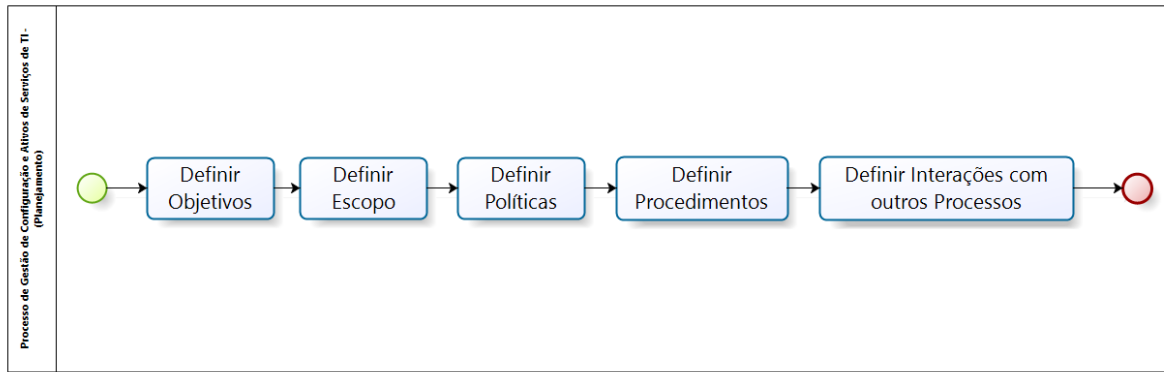 Processo de Gestão de Configuração e Ativos de Serviços de TI -
(Planejamento)
Definir
Objetivos
Definir
Escopo
Definir
Políticas
Definir
Procedimentos
Definir Interações com
outros Processos